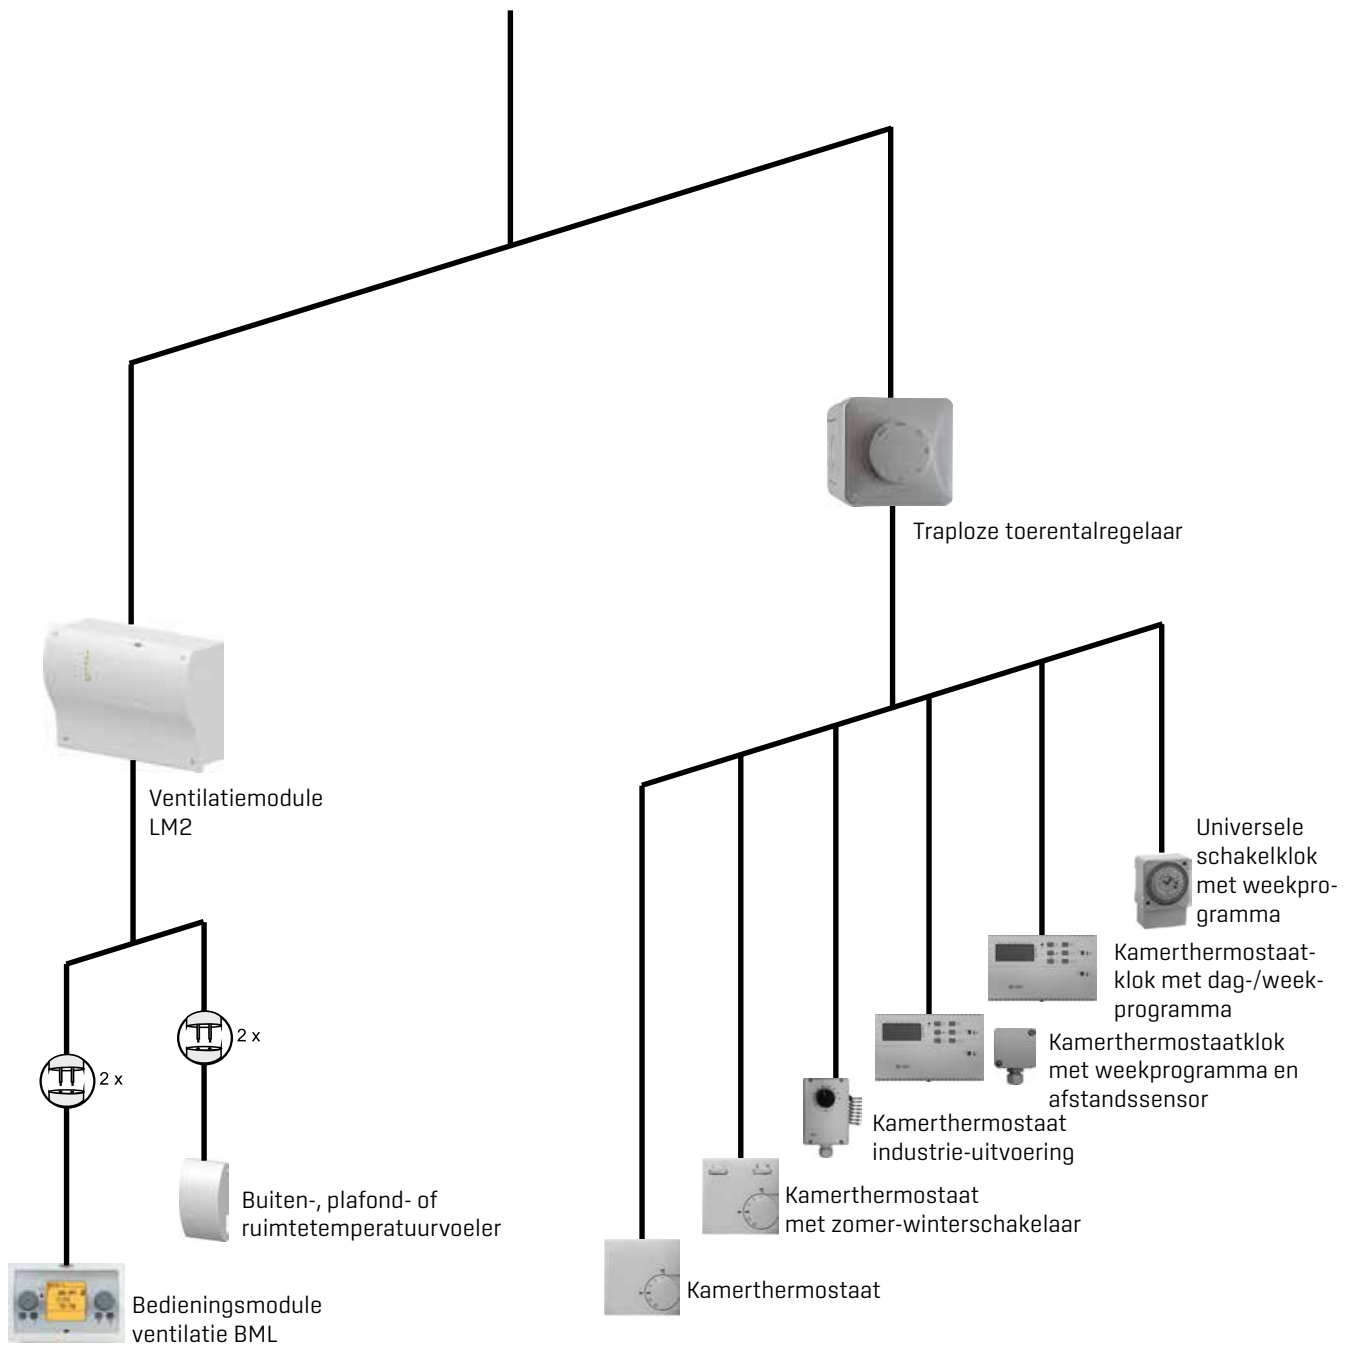 Traploze toerentalregelaar
Ventilatiemodule
LM2
Universele
schakelklok
met weekpro-
gramma
Kamerthermostaat-
klok met dag-/week-
programma
2 x
Kamerthermostaatklok
met weekprogramma en
afstandssensor
2 x
Kamerthermostaat
industrie-uitvoering
Buiten-, plafond- of
ruimtetemperatuurvoeler
Kamerthermostaat
met zomer-winterschakelaar
Kamerthermostaat
Bedieningsmodule
ventilatie BML